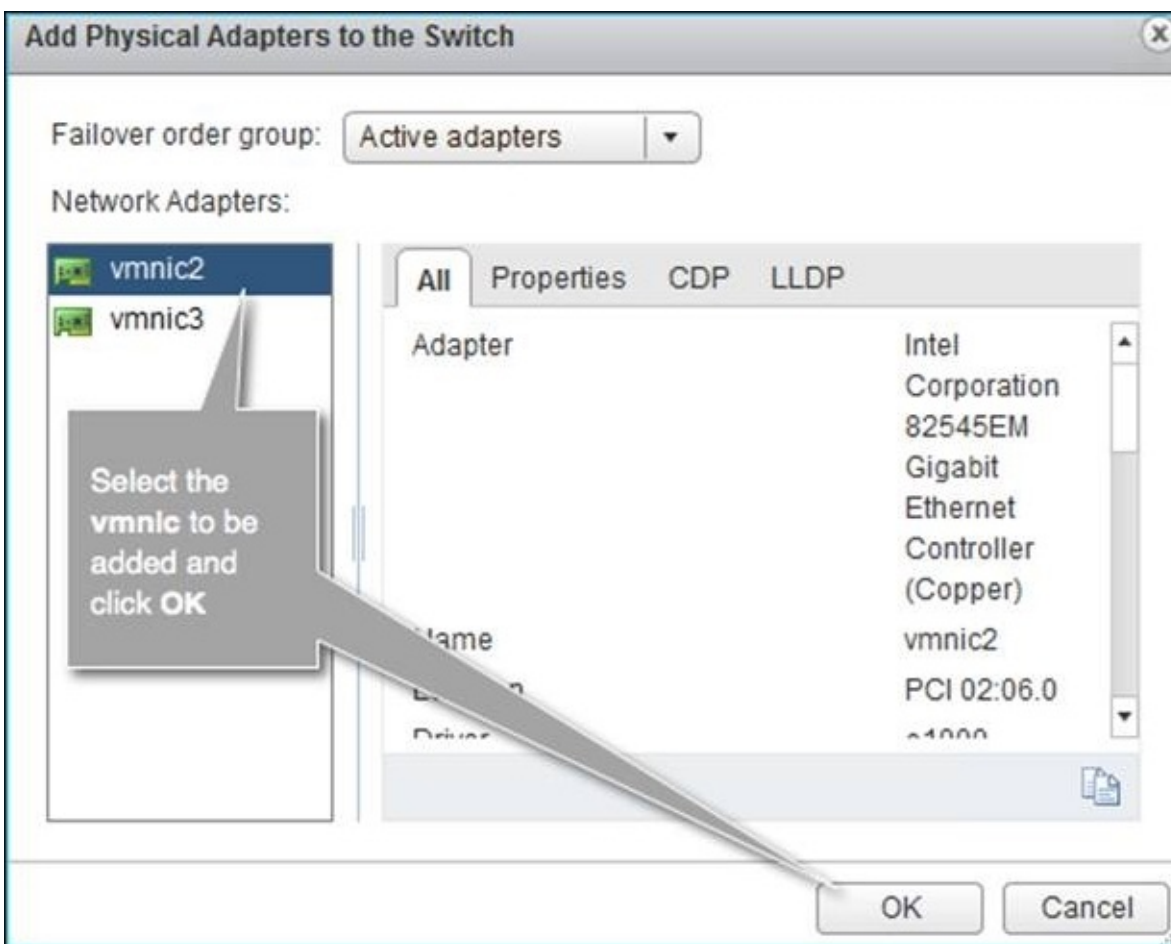 Add Physical Adapters to the Switch
Failover order group: Active adapters
Network Adapters:
vmnic2
vmnic3
All Properties CDP LLDP
Adapter
Intel
Corporation
82545EM
Gigabit
Ethernet
Controller
(Copper)
vmnic2
PCI 02:06.0
Driver
e1000
Select the
vmnic to be
added and
click OK
OK Cancel